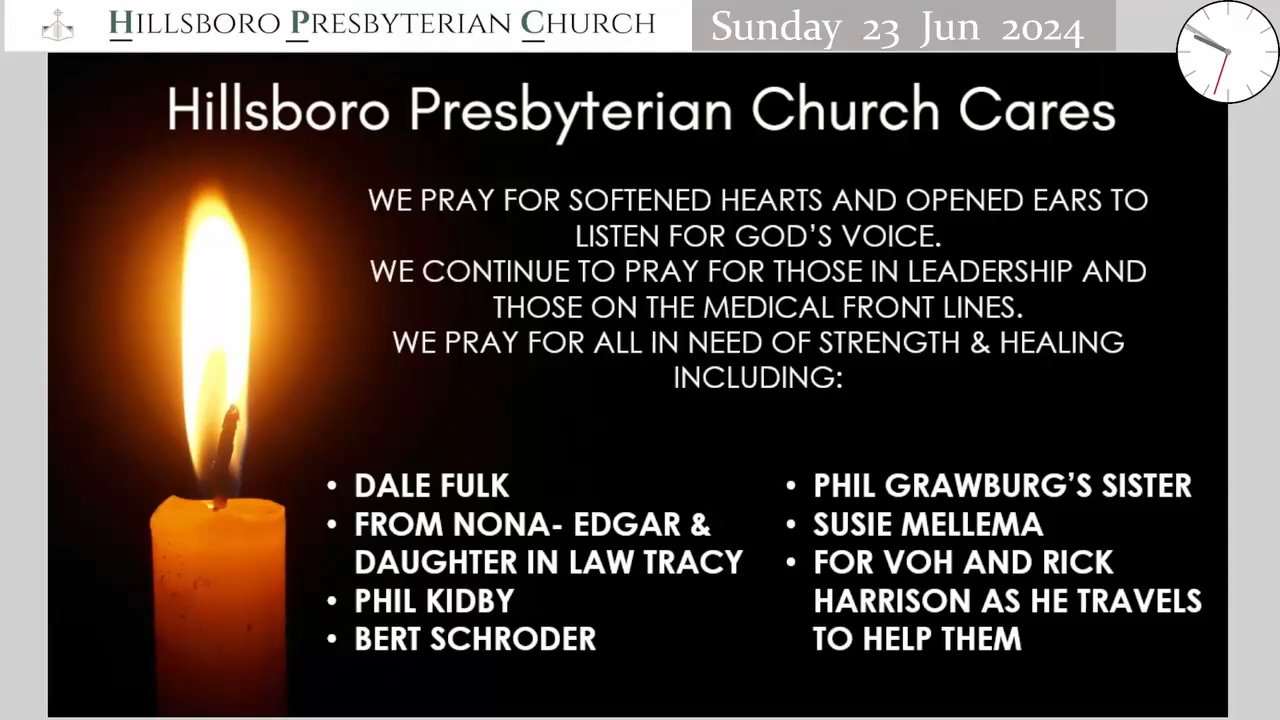 HILLSBORO PRESBYTERIAN CHURCH
Sunday 23 Jun 2024
Hillsboro Presbyterian Church Cares
WE PRAY FOR SOFTENED HEARTS AND OPENED EARS TO
LISTEN FOR GOD’S VOICE.
WE CONTINUE TO PRAY FOR THOSE IN LEADERSHIP AND
THOSE ON THE MEDICAL FRONT LINES.
WE PRAY FOR ALL IN NEED OF STRENGTH & HEALING
INCLUDING:
• DALE FULK
• FROM NONA- EDGAR &
DAUGHTER IN LAW TRACY
• PHIL KIDBY
• BERT SCHRODER
• PHIL GRAWBURG’S SISTER
• SUSIE MELLEMA
• FOR VOH AND RICK
HARRISON AS HE TRAVELS
TO HELP THEM